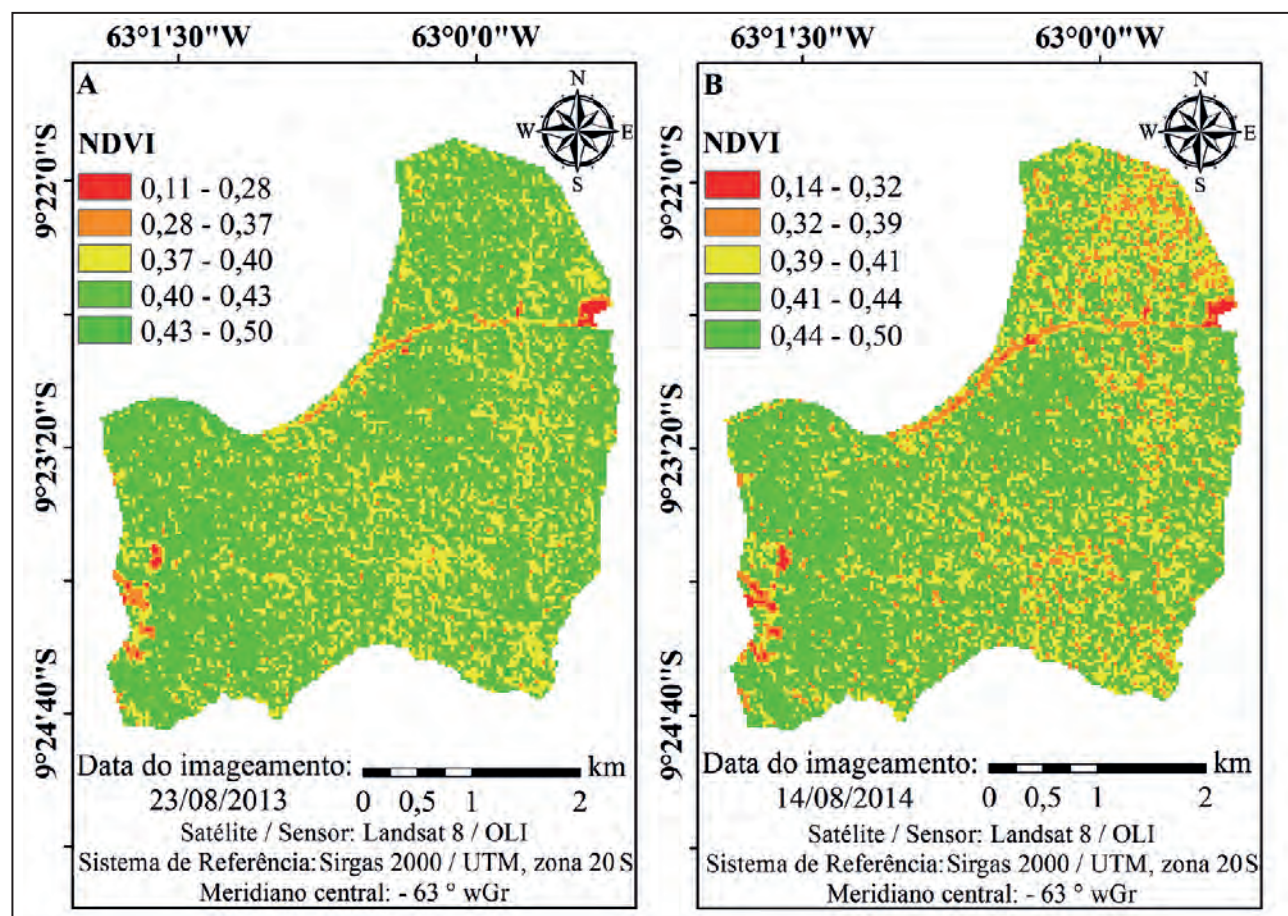 63°1'30"W 63°0'0"W
A
N
W E
S
NDVI
0,11 - 0,28
0,28 - 0,37
0,37 - 0,40
0,40 - 0,43
0,43 - 0,50
9°22'0"S
9°23'20"S
9°24'40"S
Data do imageamento:
23/08/2013
km
0 0,5 1 2
Satélite / Sensor: Landsat 8 / OLI
Sistema de Referência: Sirgas 2000 / UTM, zona 20 S
Meridiano central: - 63 ° wGr
63°1'30"W 63°0'0"W
B
N
W E
S
NDVI
0,14 - 0,32
0,32 - 0,39
0,39 - 0,41
0,41 - 0,44
0,44 - 0,50
9°22'0"S
9°23'20"S
9°24'40"S
Data do imageamento:
14/08/2014
km
0 0,5 1 2
Satélite / Sensor: Landsat 8 / OLI
Sistema de Referência: Sirgas 2000 / UTM, zona 20 S
Meridiano central: - 63 ° wGr